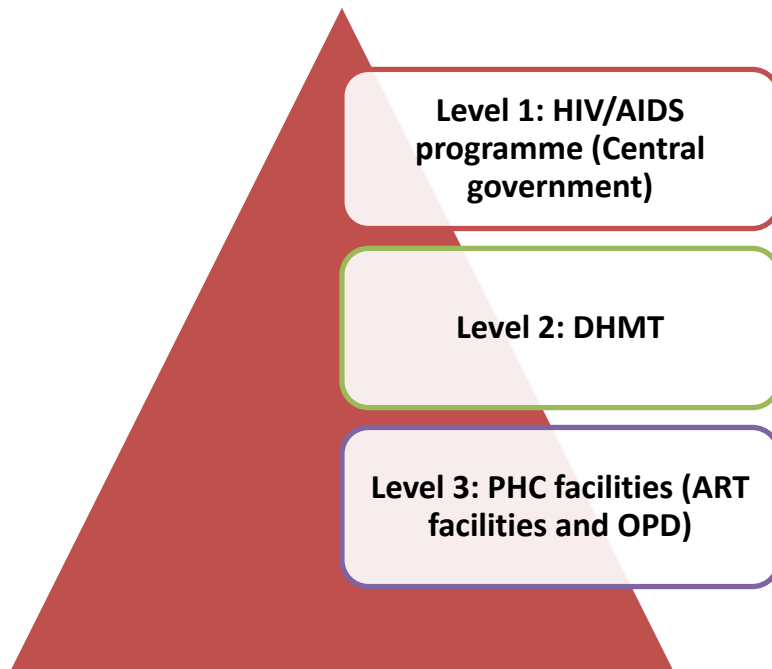 Level 1: HIV/AIDS
programme (Central
government)
Level 2: DHMT
Level 3: PHC facilities (ART
facilities and OPD)